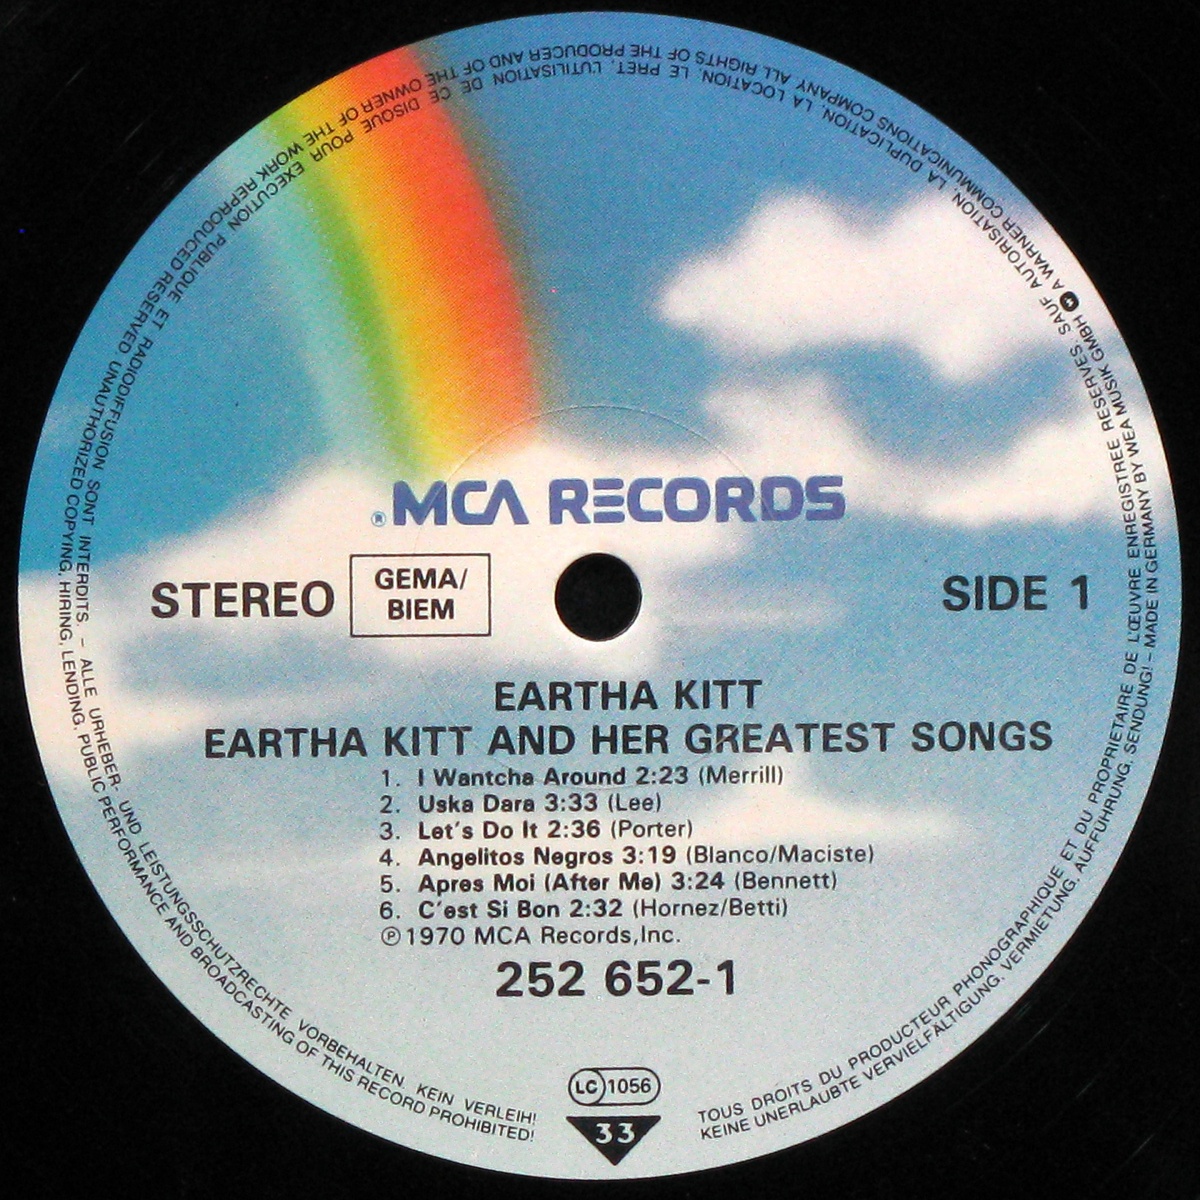 ® MCA RECORDS
STEREO
GEMA/
BIEM
SIDE 1
EARTHA KITT
EARTHA KITT AND HER GREATEST SONGS
1. I Wantcha Around 2:23 (Merrill)
2. Uska Dara 3:33 (Lee)
3. Let's Do It 2:36 (Porter)
4. Angelitos Negros 3:19 (Blanco/Maciste)
5. Apres Moi (After Me) 3:24 (Bennett)
6. C'est Si Bon 2:32 (Hornez/Betti)
℗1970 MCA Records,Inc.
252 652-1
LC 1056
33
TOUS DROITS DU PRODUCTEUR PHONOGRAPHIQUE ET DU PROPRIETAIRE DE L'ŒUVRE ENREGISTREE RESERVES. SAUF AUTORISATION, LA DUPLICATION, LA LOCATION, LE PRET, L'UTILISATION DE CE DISQUE POUR EXECUTION PUBLIQUE ET RADIODIFFUSION SONT INTERDITS. – ALLE URHEBER- UND LEISTUNGSSCHUTZRECHTE VORBEHALTEN. KEIN VERLEIH!
KEINE UNERLAUBTE VERVIELFÄLTIGUNG, VERMIETUNG, AUFFÜHRUNG, SENDUNG! – MADE IN GERMANY BY WEA MUSIK GMBH A WARNER COMMUNICATIONS COMPANY ALL RIGHTS OF THE PRODUCER AND OF THE OWNER OF THE WORK REPRODUCED RESERVED. UNAUTHORIZED COPYING, HIRING, LENDING, PUBLIC PERFORMANCE AND BROADCASTING OF THIS RECORD PROHIBITED!